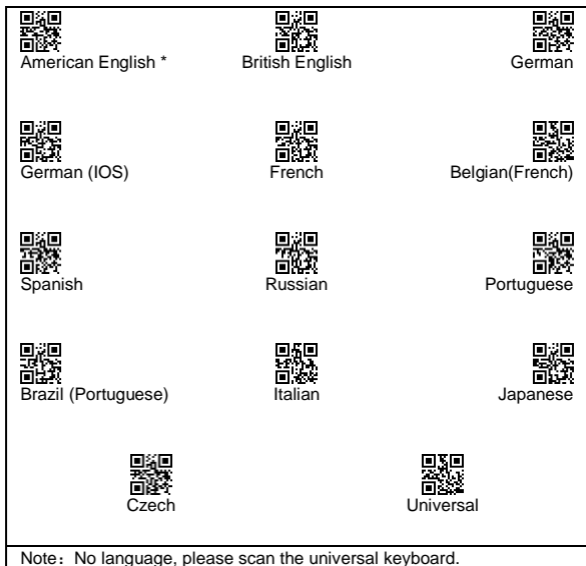 American English *
British English
German
German (IOS)
French
Belgian(French)
Spanish
Russian
Portuguese
Brazil (Portuguese)
Italian
Japanese
Czech
Universal
Note：No language, please scan the universal keyboard.